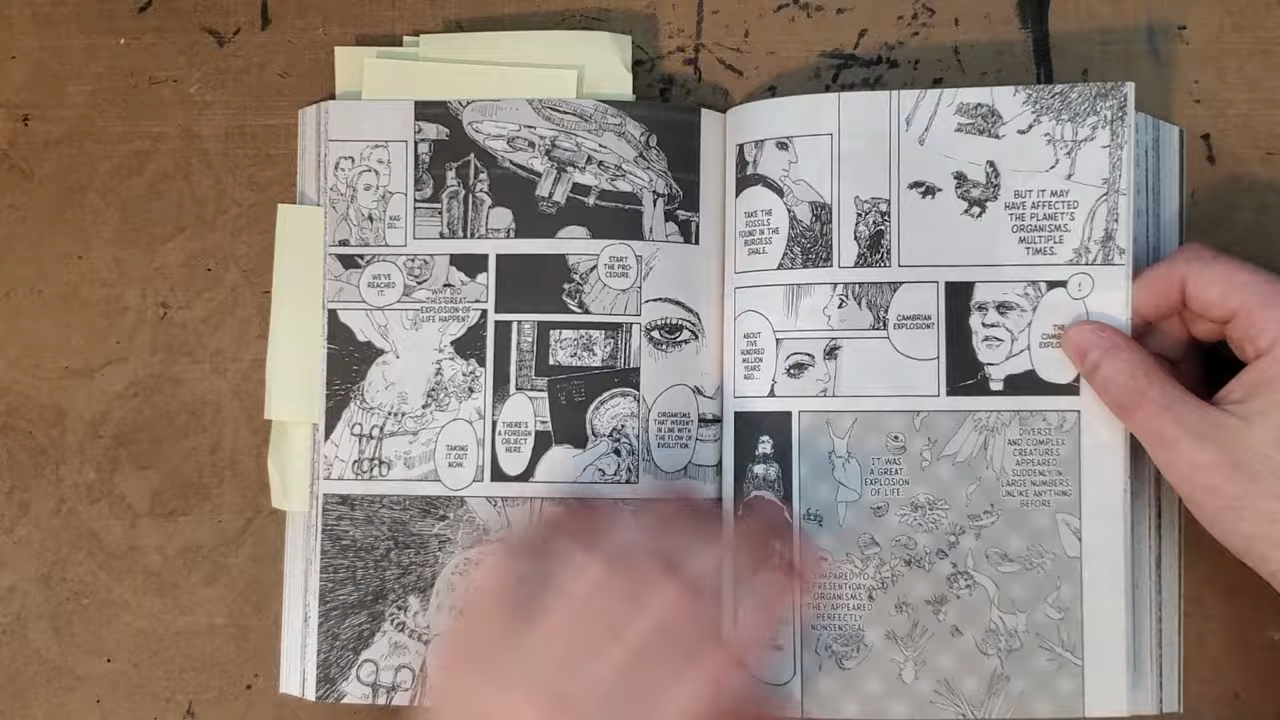 BUT IT MAY
HAVE AFFECTED
THE PLANET'S
ORGANISMS.
MULTIPLE
TIMES.
TAKE THE
FOSSILS
FOUND IN THE
BURGESS
SHALE.
!
THE
CAMBRIAN
EXPLOSION?
ABOUT
FIVE
HUNDRED
MILLION
YEARS
AGO...
DIVERSE
AND COMPLEX
CREATURES
APPEARED
SUDDENLY IN
LARGE NUMBERS.
UNLIKE ANYTHING
BEFORE.
IT WAS
A GREAT
EXPLOSION
OF LIFE.
COMPARED TO
PRESENT-DAY
ORGANISMS.
THEY APPEARED
PERFECTLY
NONSENSICAL
KAS-
SEL...
START
THE PRO-
CEDURE.
WE'VE
REACHED
IT.
WHY DID
THIS GREAT
EXPLOSION OF
LIFE HAPPEN?
ORGANISMS
THAT WEREN'T
IN LINE WITH
THE FLOW OF
EVOLUTION.
THERE'S
A FOREIGN
OBJECT
HERE.
TAKING
IT OUT
NOW.